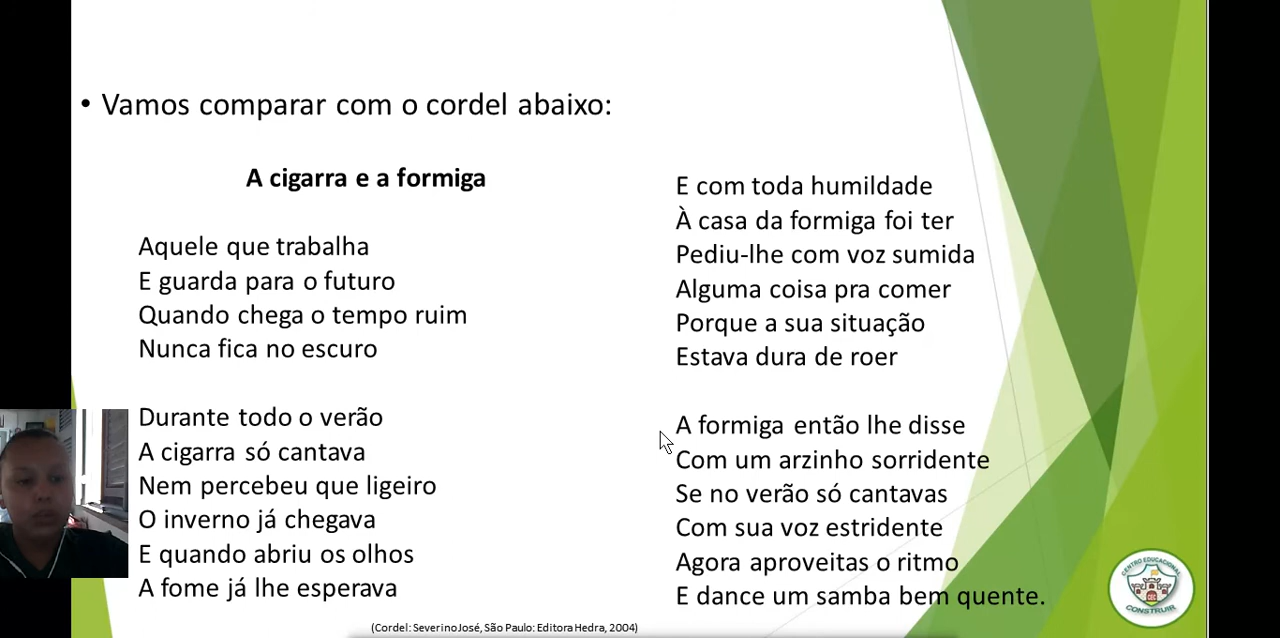 • Vamos comparar com o cordel abaixo:
A cigarra e a formiga
Aquele que trabalha
E guarda para o futuro
Quando chega o tempo ruim
Nunca fica no escuro
Durante todo o verão
A cigarra só cantava
Nem percebeu que ligeiro
O inverno já chegava
E quando abriu os olhos
A fome já lhe esperava
E com toda humildade
À casa da formiga foi ter
Pediu-lhe com voz sumida
Alguma coisa pra comer
Porque a sua situação
Estava dura de roer
A formiga então lhe disse
Com um arzinho sorridente
Se no verão só cantavas
Com sua voz estridente
Agora aproveitas o ritmo
E dance um samba bem quente.
(Cordel: Severino José, São Paulo: Editora Hedra, 2004)
CENTRO EDUCACIONAL
CEC
CONSTRUIR